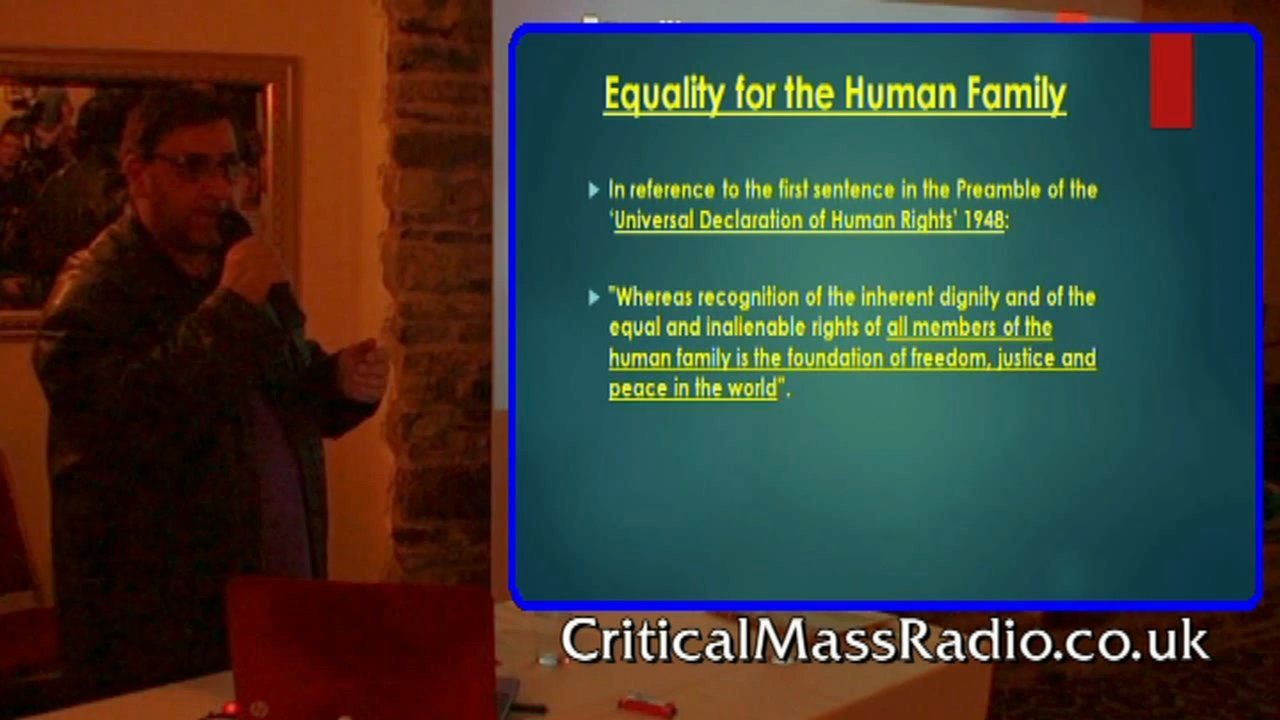 Equality for the Human Family
In reference to the first sentence in the Preamble of the
‘Universal Declaration of Human Rights' 1948:
"Whereas recognition of the inherent dignity and of the
equal and inalienable rights of all members of the
human family is the foundation of freedom, justice and
peace in the world".
CriticalMassRadio.co.uk
hp